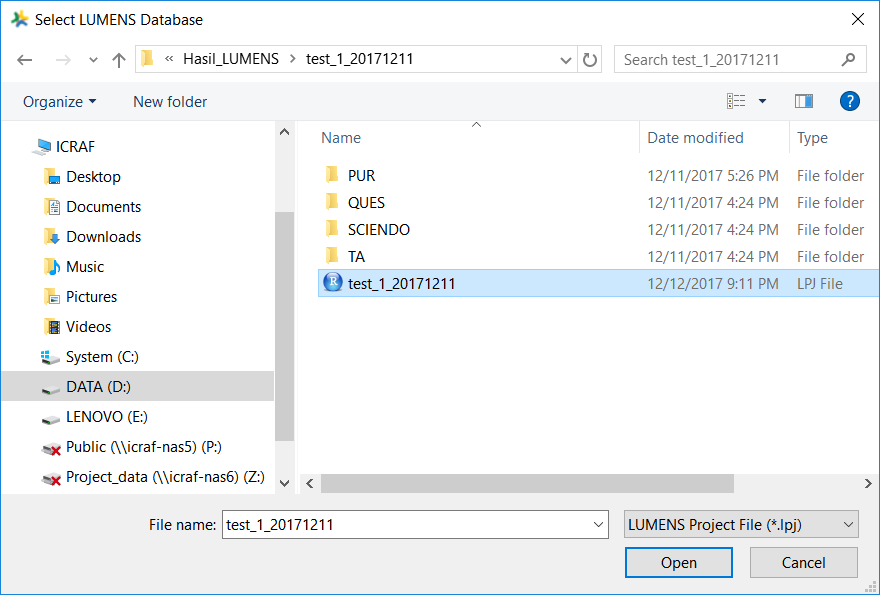 Select LUMENS Database
« Hasil_LUMENS > test_1_20171211
Search test_1_20171211
Organize
New folder
?
ICRAF
Desktop
Documents
Downloads
Music
Pictures
Videos
System (C:)
DATA (D:)
LENOVO (E:)
Public (\\icraf-nas5) (P:)
Project_data (\\icraf-nas6) (Z:)
Name Date modified Type
PUR 12/11/2017 5:26 PM File folder
QUES 12/11/2017 4:24 PM File folder
SCIENDO 12/11/2017 4:24 PM File folder
TA 12/11/2017 4:24 PM File folder
R test_1_20171211 12/12/2017 9:11 PM LPJ File
File name: test_1_20171211 LUMENS Project File (*.lpj)
Open Cancel